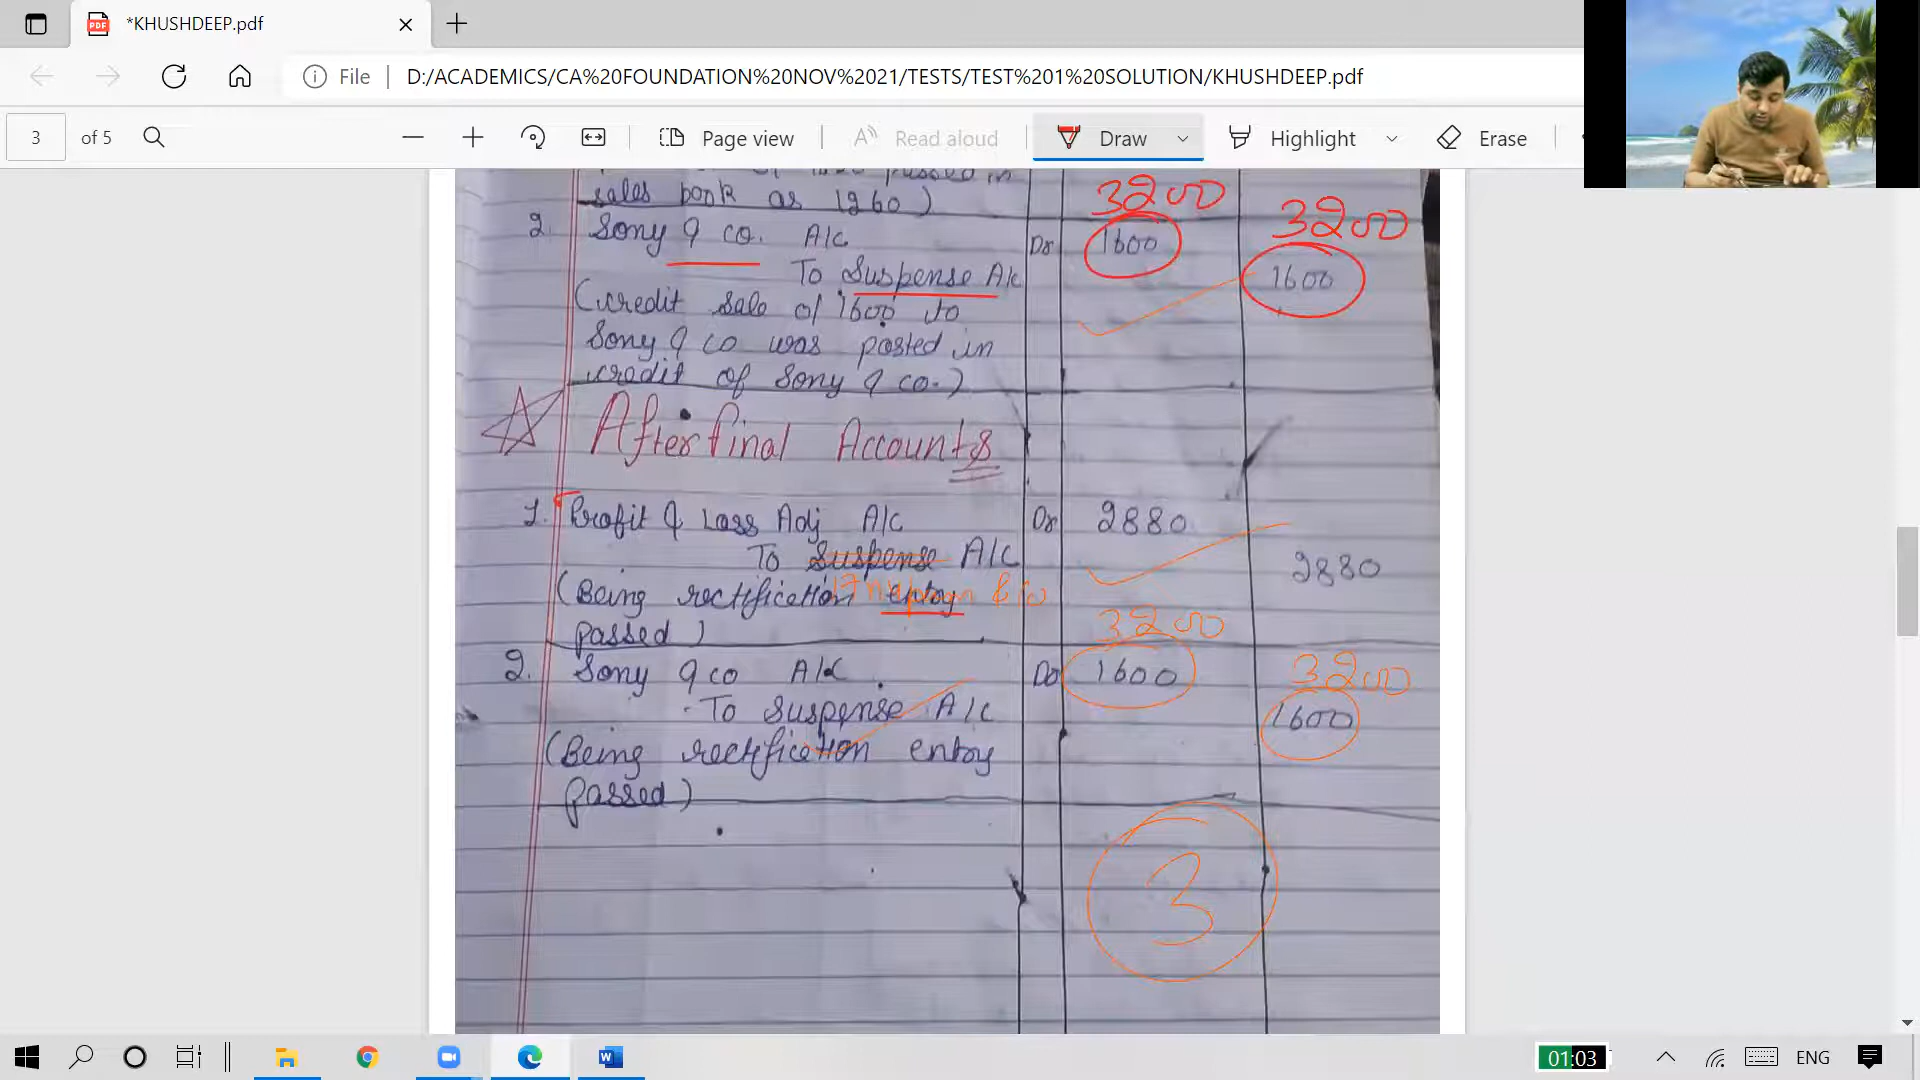 *KHUSHDEEP.pdf
File
D:/ACADEMICS/CA%20FOUNDATION%20NOV%2021/TESTS/TEST%201%20SOLUTION/KHUSHDEEP.pdf
3 of 5
Page view
Read aloud
Draw
Highlight
Erase
passed in
sales book as 1260)
3200
3200
2. Sony & co. A/c Dr 1600
To Suspense A/c 1600
(credit sale of 1600 to
Sony & co was posted in
credit of Sony & co.)
After final Accounts
1. Profit & Loss Adj A/c Dr 2880
To Suspense A/c 2880
(Being rectification entry
passed)
3200
3200
2. Sony & co A/c Dr 1600
To Suspense A/c 1600
(Being rectification entry
passed)
3
01:03
ENG